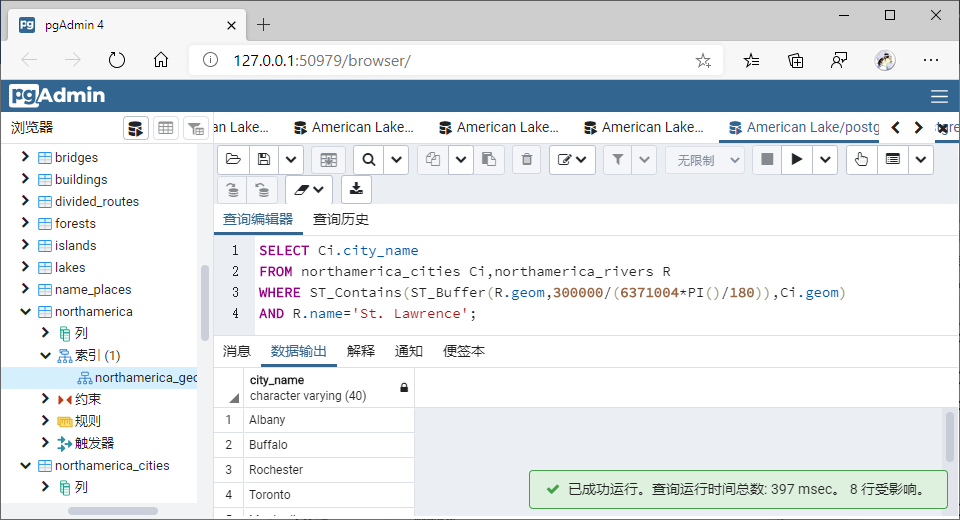 pgAdmin 4
127.0.0.1:50979/browser/
pgAdmin
浏览器
an Lake…
American Lake…
American Lake…
American Lake…
American Lake/postg
bridges
buildings
divided_routes
forests
islands
lakes
name_places
northamerica
列
索引 (1)
northamerica_geo
约束
规则
触发器
northamerica_cities
列
无限制
查询编辑器 查询历史
1 SELECT Ci.city_name
2 FROM northamerica_cities Ci,northamerica_rivers R
3 WHERE ST_Contains(ST_Buffer(R.geom,300000/(6371004*PI()/180)),Ci.geom)
4 AND R.name='St. Lawrence';
消息 数据输出 解释 通知 便签本
city_name
character varying (40)
1 Albany
2 Buffalo
3 Rochester
4 Toronto
已成功运行。查询运行时间总数: 397 msec。 8 行受影响。